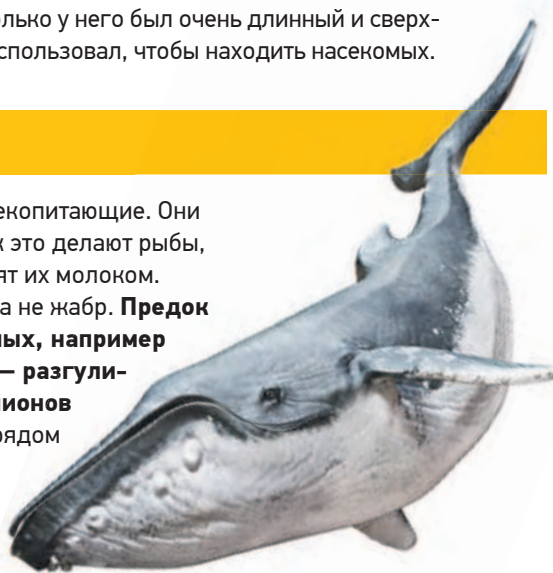 олько у него был очень длинный и сверх-
спользовал, чтобы находить насекомых.
екопитающие. Они
к это делают рыбы,
ят их молоком.
а не жабр. Предок
ных, например
— разгули-
ионов
рядом